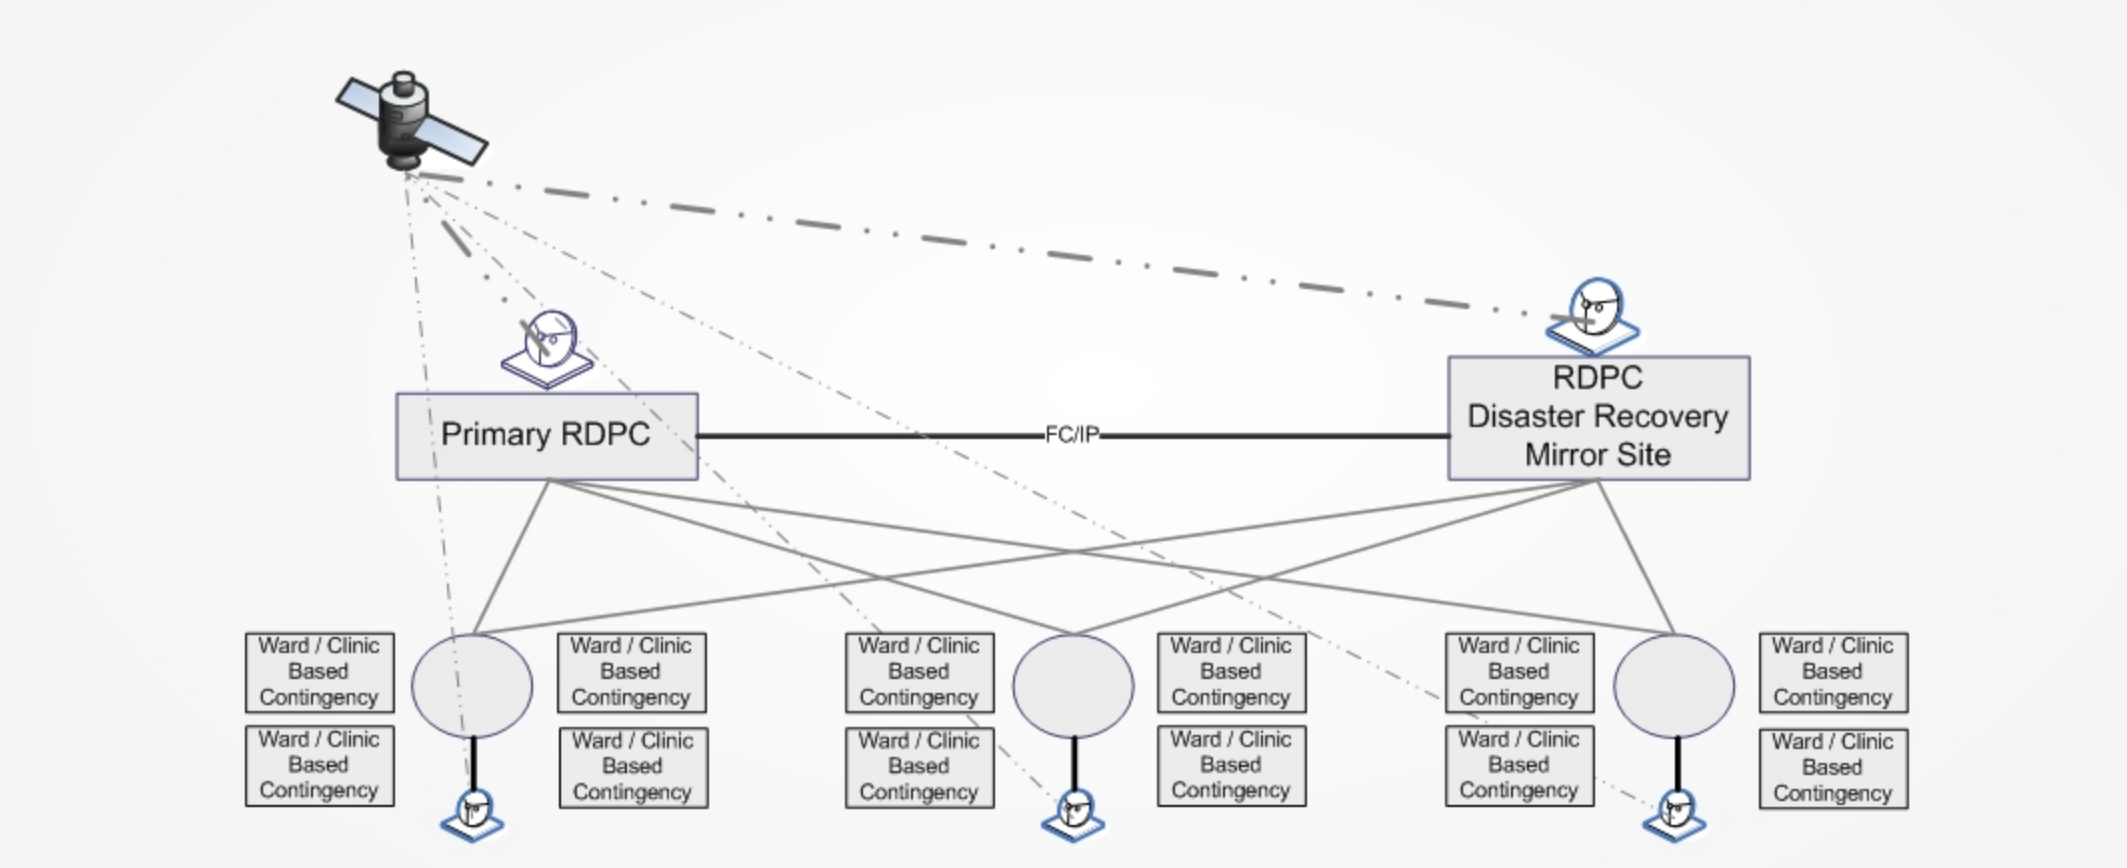 Primary RDPC
FC/IP
RDPC
Disaster Recovery
Mirror Site
Ward / Clinic
Based
Contingency
Ward / Clinic
Based
Contingency
Ward / Clinic
Based
Contingency
Ward / Clinic
Based
Contingency
Ward / Clinic
Based
Contingency
Ward / Clinic
Based
Contingency
Ward / Clinic
Based
Contingency
Ward / Clinic
Based
Contingency
Ward / Clinic
Based
Contingency
Ward / Clinic
Based
Contingency
Ward / Clinic
Based
Contingency
Ward / Clinic
Based
Contingency